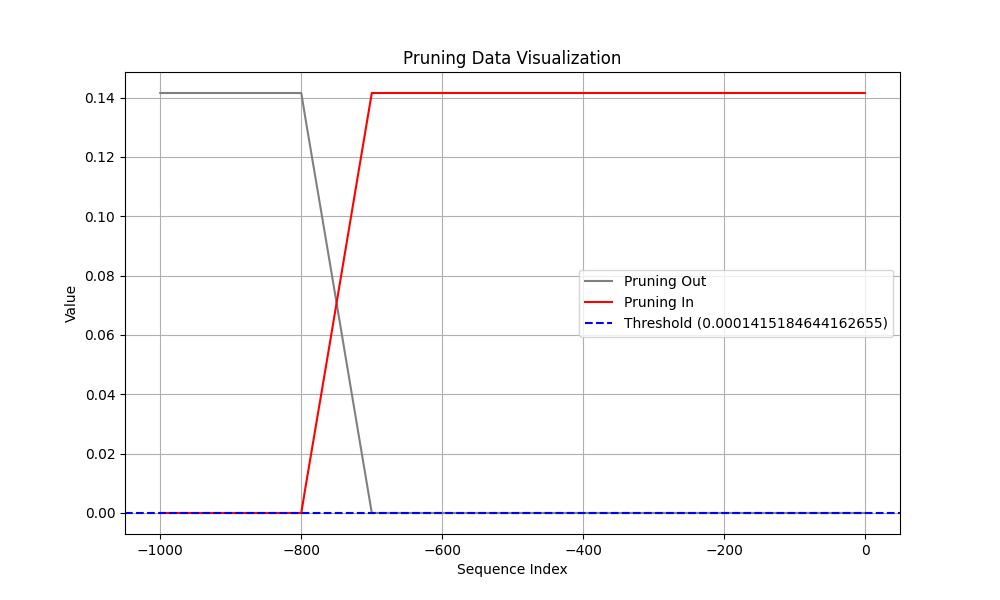 Pruning Data Visualization
Value
0.14
0.12
0.10
0.08
0.06
0.04
0.02
0.00
Pruning Out
Pruning In
Threshold (0.0001415184644162655)
−1000
−800
−600
−400
−200
0
Sequence Index